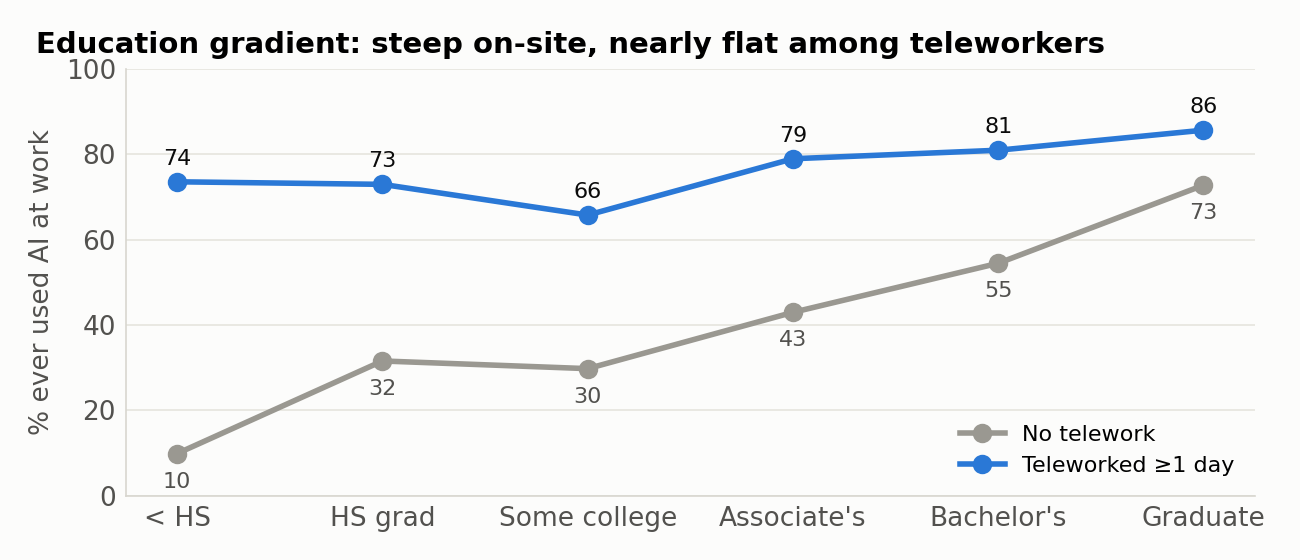 Education gradient: steep on-site, nearly flat among teleworkers
% ever used AI at work
100
80
60
40
20
0
74
73
66
79
81
86
10
32
30
43
55
73
No telework
Teleworked ≥1 day
< HS
HS grad
Some college
Associate's
Bachelor's
Graduate